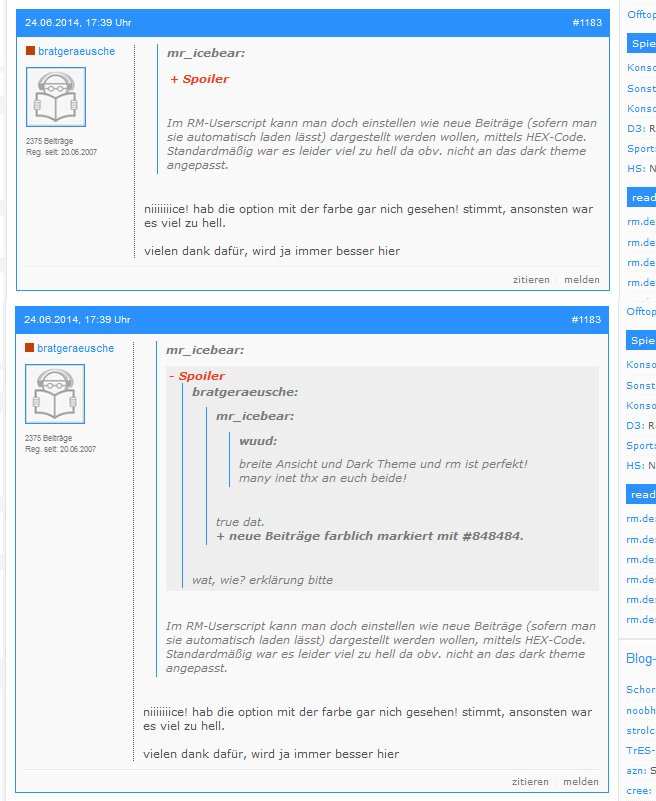 24.06.2014, 17:39 Uhr #1183
bratgeraeusche
2375 Beiträge
Reg. seit: 20.06.2007
mr_icebear:
+ Spoiler
Im RM-Userscript kann man doch einstellen wie neue Beiträge (sofern man
sie automatisch laden lässt) dargestellt werden wollen, mittels HEX-Code.
Standardmäßig war es leider viel zu hell da obv. nicht an das dark theme
angepasst.
niiiiiiice! hab die option mit der farbe gar nich gesehen! stimmt, ansonsten war
es viel zu hell.
vielen dank dafür, wird ja immer besser hier
zitieren melden
24.06.2014, 17:39 Uhr #1183
bratgeraeusche
2375 Beiträge
Reg. seit: 20.06.2007
mr_icebear:
- Spoiler
bratgeraeusche:
mr_icebear:
wuud:
breite Ansicht und Dark Theme und rm ist perfekt!
many inet thx an euch beide!
true dat.
+ neue Beiträge farblich markiert mit #848484.
wat, wie? erklärung bitte
Im RM-Userscript kann man doch einstellen wie neue Beiträge (sofern man
sie automatisch laden lässt) dargestellt werden wollen, mittels HEX-Code.
Standardmäßig war es leider viel zu hell da obv. nicht an das dark theme
angepasst.
niiiiiiice! hab die option mit der farbe gar nich gesehen! stimmt, ansonsten war
es viel zu hell.
vielen dank dafür, wird ja immer besser hier
zitieren melden
Offtop
Spie
Konso
Sonst
Konso
D3: R
Sport:
HS: N
read
rm.de
rm.de
rm.de
rm.de
Offtop
Spie
Konso
Sonst
Konso
D3: R
Sport:
HS: N
read
rm.de:
rm.de:
rm.de:
rm.de:
rm.de:
rm.de:
Blog-
Schor
noobh
strolc
TrES-
azn: S
cree: